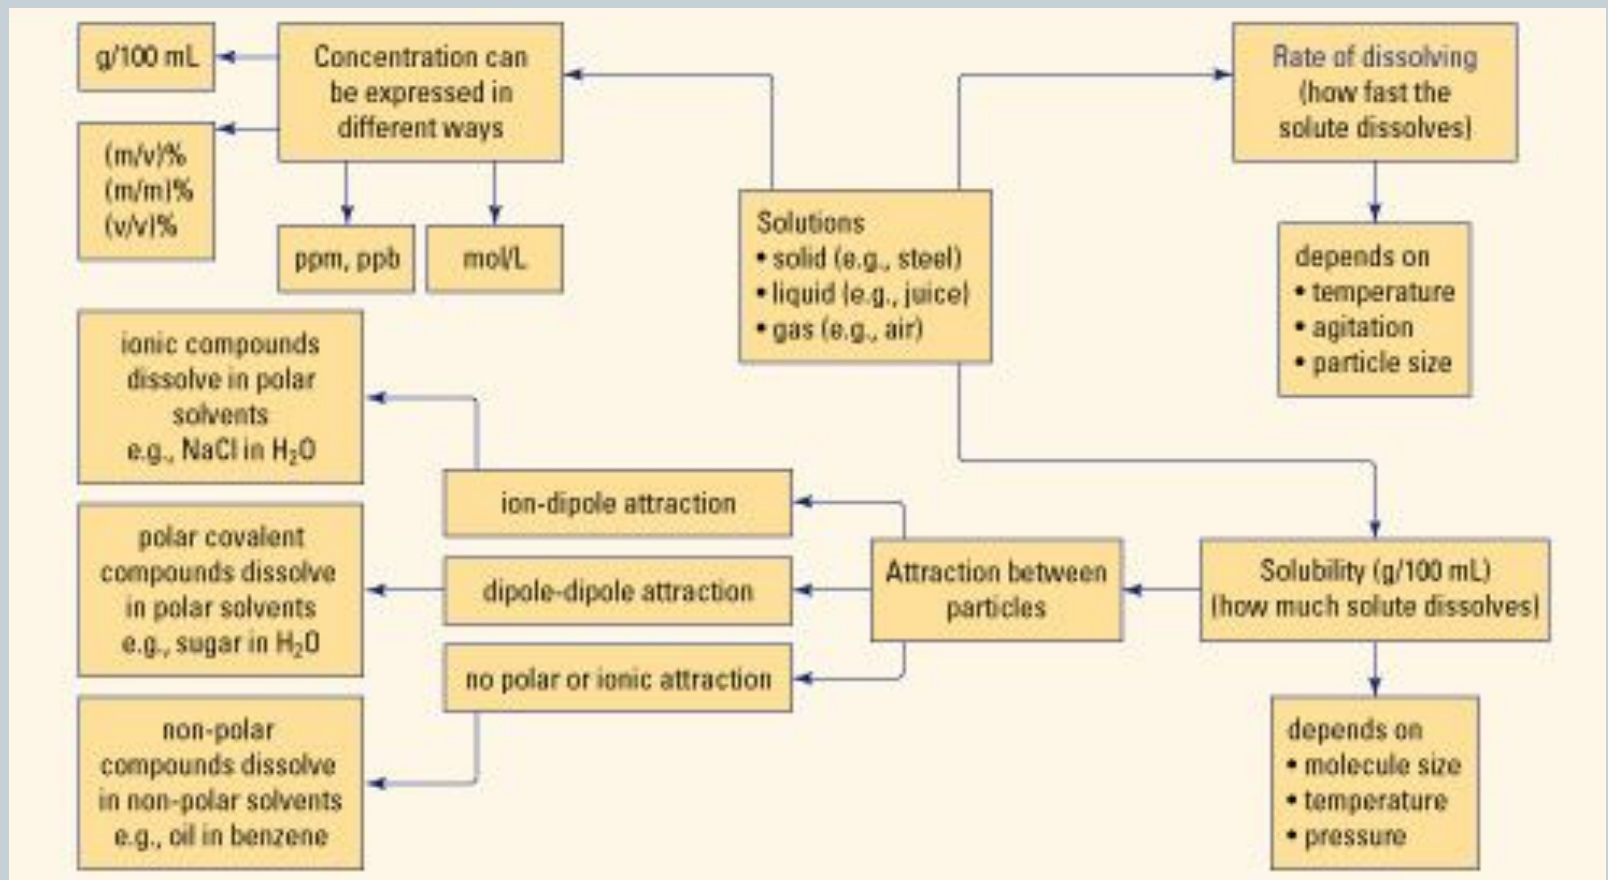 g/100 mL
Concentration can
be expressed in
different ways
(m/v)%
(m/m)%
(v/v)%
ppm, ppb
mol/L
Solutions
• solid (e.g., steel)
• liquid (e.g., juice)
• gas (e.g., air)
Rate of dissolving
(how fast the
solute dissolves)
depends on
• temperature
• agitation
• particle size
ionic compounds
dissolve in polar
solvents
e.g., NaCl in H₂O
polar covalent
compounds dissolve
in polar solvents
e.g., sugar in H₂O
non-polar
compounds dissolve
in non-polar solvents
e.g., oil in benzene
ion-dipole attraction
dipole-dipole attraction
no polar or ionic attraction
Attraction between
particles
Solubility (g/100 mL)
(how much solute dissolves)
depends on
• molecule size
• temperature
• pressure